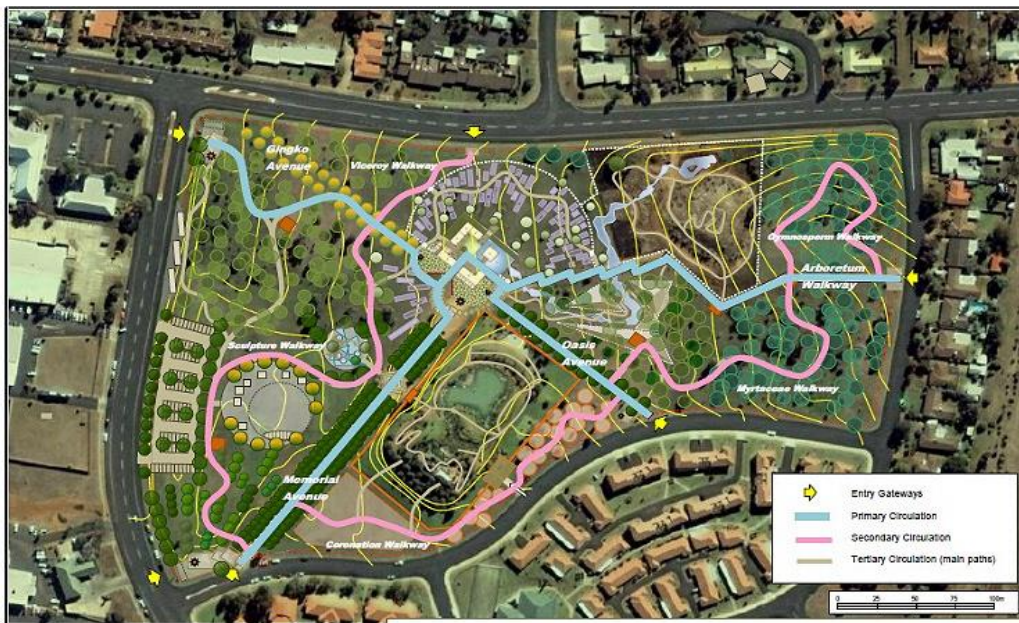 Gingko
Avenue
Viceroy Walkway
Gymnosperm Walkway
Arboretum
Walkway
Sculpture Walkway
Oasis
Avenue
Myrtaceae Walkway
Memorial
Avenue
Coronation Walkway
Entry Gateways
Primary Circulation
Secondary Circulation
Tertiary Circulation (main paths)
0 25 50 75 100m